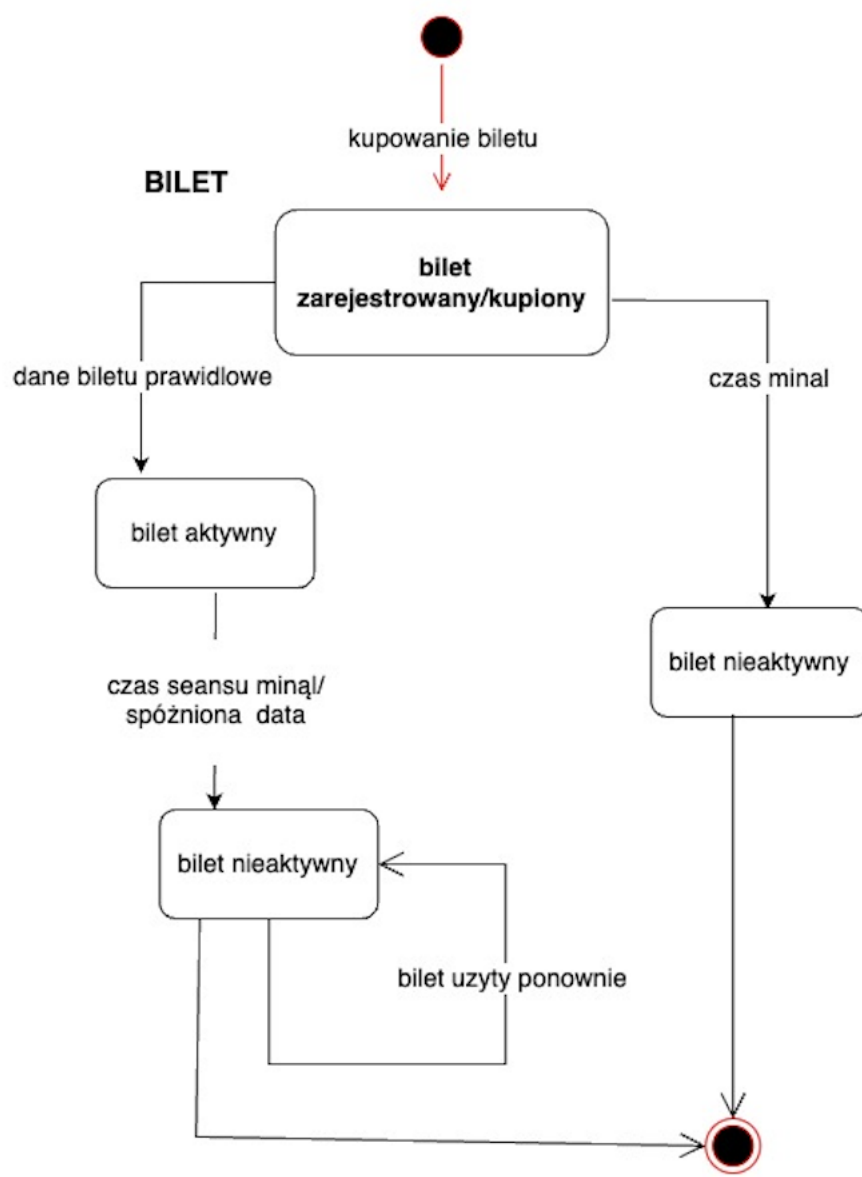 kupowanie biletu
BILET
bilet
zarejestrowany/kupiony
dane biletu prawidlowe
czas minal
bilet aktywny
bilet nieaktywny
czas seansu minąl/
spóżniona data
bilet nieaktywny
bilet uzyty ponownie